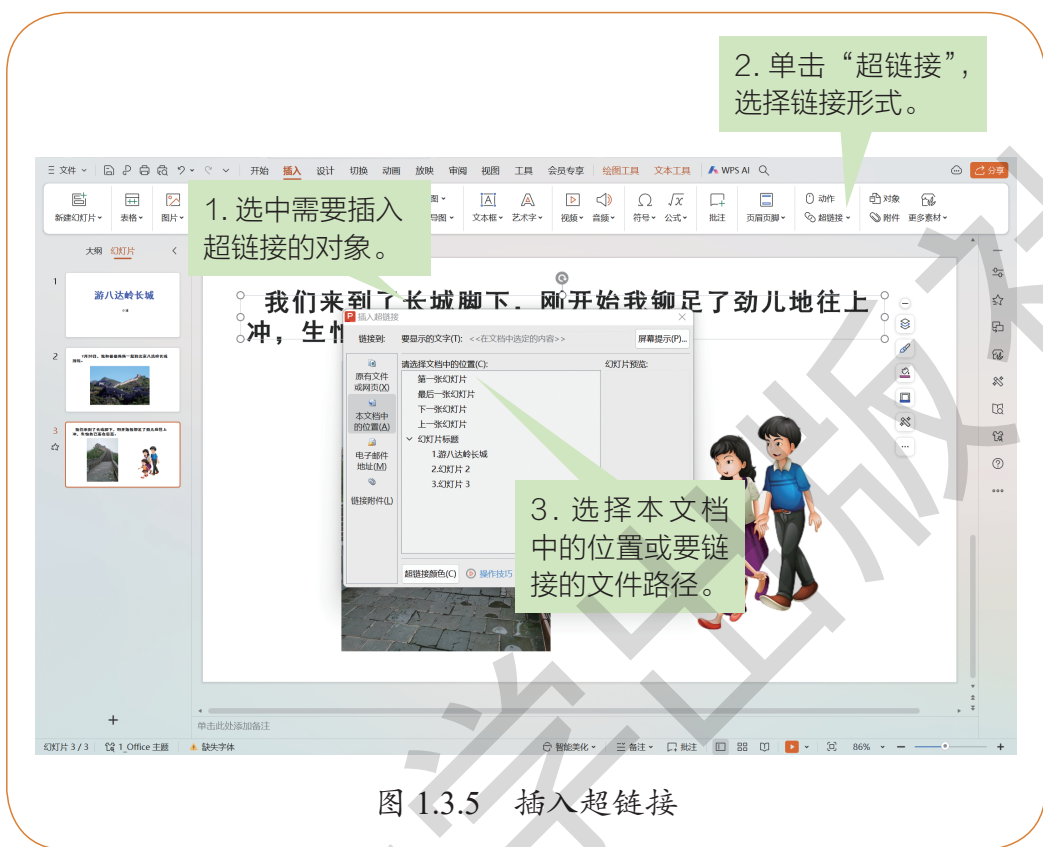 2. 单击“超链接”，
选择链接形式。
三 文件
开始 插入 设计 切换 动画 放映 审阅 视图 工具 会员专享 绘图工具 文本工具 WPS AI
分享
新建幻灯片 表格 图片
图
文本框 艺术字 视频 音频 符号 公式 批注 页眉页脚
动作 对象
超链接 附件 更多素材
1. 选中需要插入
超链接的对象。
大纲 幻灯片
1
游八达岭长城
2
3
我们来到了长城脚下，刚开始我铆足了劲儿地往上
冲，生
插入超链接
链接到: 要显示的文字(T): <<在文档中选定的内容>> 屏幕提示(P)...
请选择文档中的位置(C): 幻灯片预览:
原有文件
或网页(X)
本文档中
的位置(A)
电子邮件
地址(M)
链接附件(L)
第一张幻灯片
最后一张幻灯片
下一张幻灯片
上一张幻灯片
幻灯片标题
1.游八达岭长城
2.幻灯片 2
3.幻灯片 3
超链接颜色(C) 操作技巧
3. 选择本文档
中的位置或要链
接的文件路径。
单击此处添加备注
幻灯片 3 / 3 1_Office 主题 缺失字体 智能美化 备注 批注 86%
图 1.3.5 插入超链接